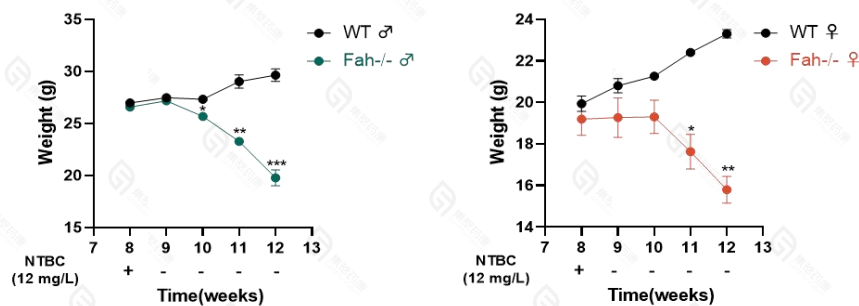 WT ♂
Fah-/- ♂
Weight (g)
35
30
25
20
15
*
**
***
7 8 9 10 11 12 13
NTBC
(12 mg/L)
+ - - - -
Time(weeks)
WT ♀
Fah-/- ♀
Weight (g)
24
22
20
18
16
14
*
**
7 8 9 10 11 12 13
NTBC
(12 mg/L)
+ - - - -
Time(weeks)